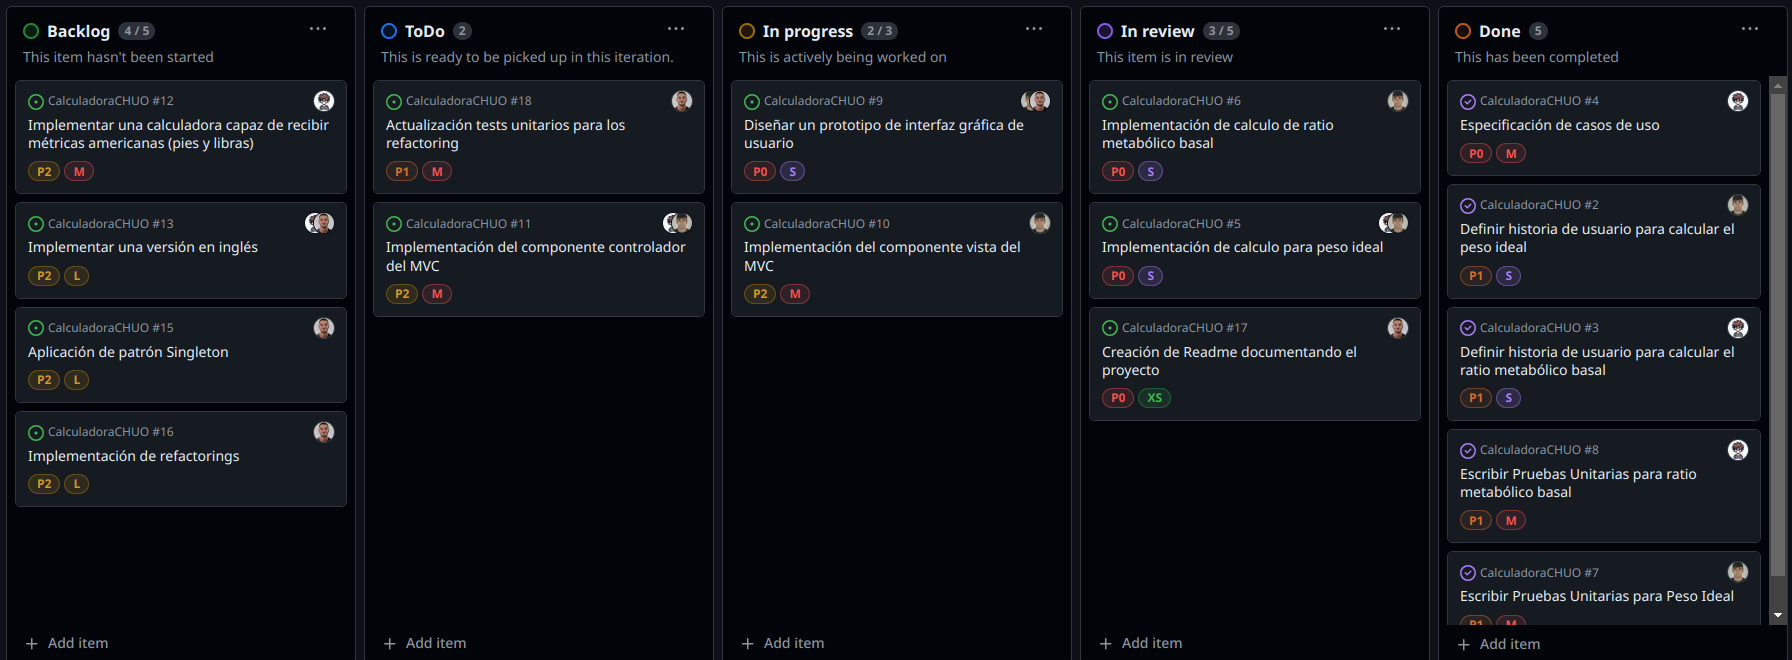 Backlog 4 / 5 ...
This item hasn't been started
CalculadoraCHUO #12
Implementar una calculadora capaz de recibir
métricas americanas (pies y libras)
P2 M
CalculadoraCHUO #13
Implementar una versión en inglés
P2 L
CalculadoraCHUO #15
Aplicación de patrón Singleton
P2 L
CalculadoraCHUO #16
Implementación de refactorings
P2 L
+ Add item
ToDo 2 ...
This is ready to be picked up in this iteration.
CalculadoraCHUO #18
Actualización tests unitarios para los
refactoring
P1 M
CalculadoraCHUO #11
Implementación del componente controlador
del MVC
P2 M
+ Add item
In progress 2 / 3 ...
This is actively being worked on
CalculadoraCHUO #9
Diseñar un prototipo de interfaz gráfica de
usuario
P0 S
CalculadoraCHUO #10
Implementación del componente vista del
MVC
P2 M
+ Add item
In review 3 / 5 ...
This item is in review
CalculadoraCHUO #6
Implementación de calculo de ratio
metabólico basal
P0 S
CalculadoraCHUO #5
Implementación de calculo para peso ideal
P0 S
CalculadoraCHUO #17
Creación de Readme documentando el
proyecto
P0 XS
+ Add item
Done 5 ...
This has been completed
CalculadoraCHUO #4
Especificación de casos de uso
P0 M
CalculadoraCHUO #2
Definir historia de usuario para calcular el
peso ideal
P1 S
CalculadoraCHUO #3
Definir historia de usuario para calcular el
ratio metabólico basal
P1 S
CalculadoraCHUO #8
Escribir Pruebas Unitarias para ratio
metabólico basal
P1 M
CalculadoraCHUO #7
Escribir Pruebas Unitarias para Peso Ideal
P1 M
+ Add item